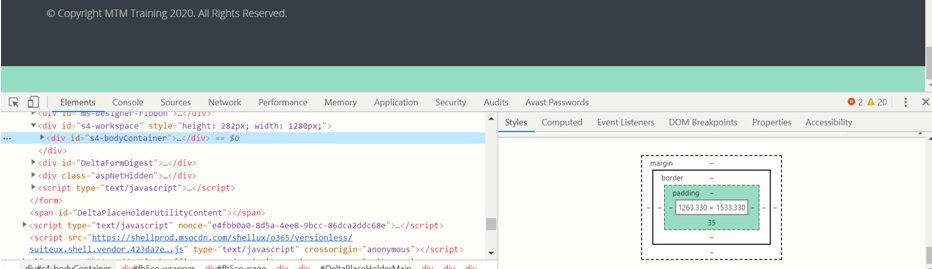 © Copyright MTM Training 2020. All Rights Reserved.
Elements Console Sources Network Performance Memory Application Security Audits Avast Passwords 2 20
<div id="ms-designer-ribbon">…</div>
<div id="s4-workspace" style="height: 282px; width: 1280px;">
… <div id="s4-bodyContainer">…</div> == $0
</div>
<div id="DeltaFormDigest">…</div>
<div class="aspNetHidden">…</div>
<script type="text/javascript">…</script>
</form>
<span id="DeltaPlaceHolderUtilityContent"></span>
<script type="text/javascript" nonce="e4fbb0a0-8d5a-4ee8-9bcc-86dca2ddc68e">…</script>
<script src="https://shellprod.msocdn.com/shellux/o365/versionless/
suiteux.shell.vendor.423da7e….js" type="text/javascript" crossorigin="anonymous"></script>
div#s4-bodyContainer div#fh5co-wrapper div#fh5co-page div div #DeltaPlaceHolderMain div div div
Styles Computed Event Listeners DOM Breakpoints Properties Accessibility
margin –
border –
padding –
– – – 1263.330 × 1533.330 – – –
35
–
–